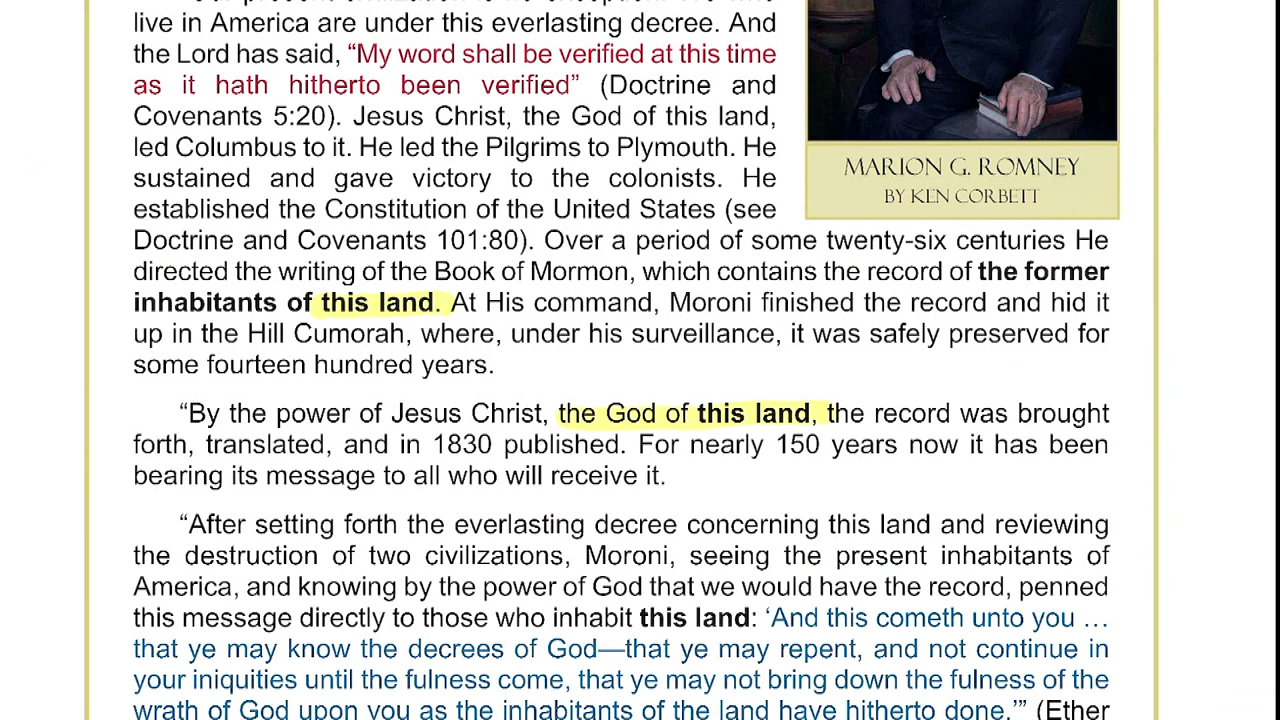 live in America are under this everlasting decree. And
the Lord has said, “My word shall be verified at this time
as it hath hitherto been verified” (Doctrine and
Covenants 5:20). Jesus Christ, the God of this land,
led Columbus to it. He led the Pilgrims to Plymouth. He
sustained and gave victory to the colonists. He
established the Constitution of the United States (see
Doctrine and Covenants 101:80). Over a period of some twenty-six centuries He
directed the writing of the Book of Mormon, which contains the record of the former
inhabitants of this land. At His command, Moroni finished the record and hid it
up in the Hill Cumorah, where, under his surveillance, it was safely preserved for
some fourteen hundred years.
“By the power of Jesus Christ, the God of this land, the record was brought
forth, translated, and in 1830 published. For nearly 150 years now it has been
bearing its message to all who will receive it.
“After setting forth the everlasting decree concerning this land and reviewing
the destruction of two civilizations, Moroni, seeing the present inhabitants of
America, and knowing by the power of God that we would have the record, penned
this message directly to those who inhabit this land: ‘And this cometh unto you …
that ye may know the decrees of God—that ye may repent, and not continue in
your iniquities until the fulness come, that ye may not bring down the fulness of the
wrath of God upon you as the inhabitants of the land have hitherto done.’” (Ether
MARION G. ROMNEY
BY KEN CORBETT